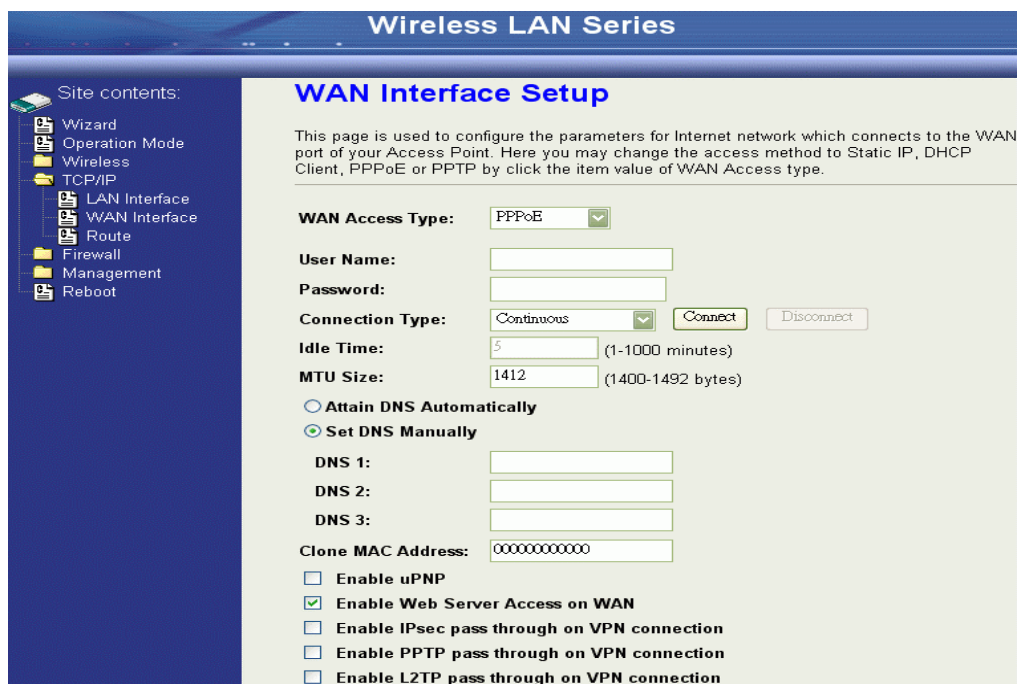 Wireless LAN Series
Site contents:
Wizard
Operation Mode
Wireless
TCP/IP
LAN Interface
WAN Interface
Route
Firewall
Management
Reboot
WAN Interface Setup
This page is used to configure the parameters for Internet network which connects to the WAN
port of your Access Point. Here you may change the access method to Static IP, DHCP
Client, PPPoE or PPTP by click the item value of WAN Access type.
WAN Access Type: PPPoE
User Name:
Password:
Connection Type: Continuous Connect Disconnect
Idle Time: 5 (1-1000 minutes)
MTU Size: 1412 (1400-1492 bytes)
Attain DNS Automatically
Set DNS Manually
DNS 1:
DNS 2:
DNS 3:
Clone MAC Address: 000000000000
Enable uPNP
Enable Web Server Access on WAN
Enable IPsec pass through on VPN connection
Enable PPTP pass through on VPN connection
Enable L2TP pass through on VPN connection